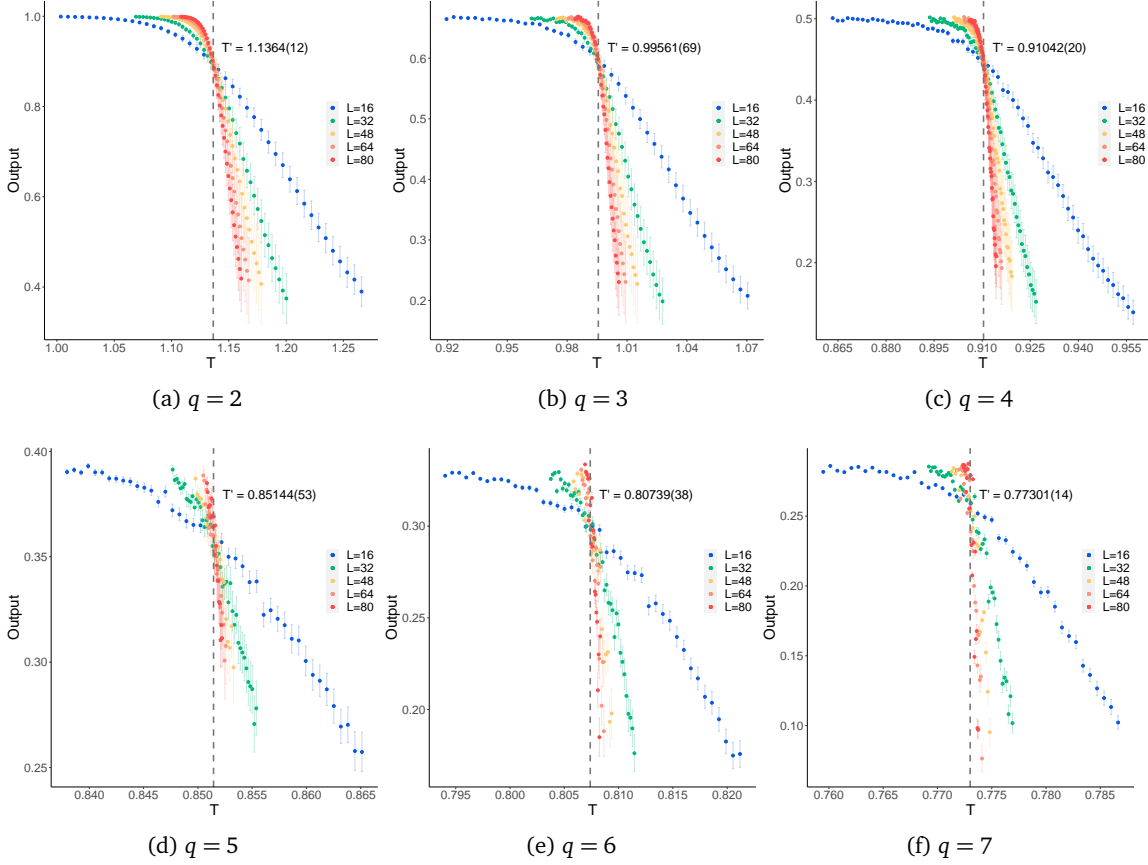 Output
1.0
0.8
0.6
0.4
T' = 1.1364(12)
L=16
L=32
L=48
L=64
L=80
1.00 1.05 1.10 1.15 1.20 1.25
T
(a) q = 2
Output
0.6
0.5
0.4
0.3
0.2
T' = 0.99561(69)
L=16
L=32
L=48
L=64
L=80
0.92 0.95 0.98 1.01 1.04 1.07
T
(b) q = 3
Output
0.5
0.4
0.3
0.2
T' = 0.91042(20)
L=16
L=32
L=48
L=64
L=80
0.865 0.880 0.895 0.910 0.925 0.940 0.955
T
(c) q = 4
Output
0.40
0.35
0.30
0.25
T' = 0.85144(53)
L=16
L=32
L=48
L=64
L=80
0.840 0.845 0.850 0.855 0.860 0.865
T
(d) q = 5
Output
0.30
0.25
0.20
T' = 0.80739(38)
L=16
L=32
L=48
L=64
L=80
0.795 0.800 0.805 0.810 0.815 0.820
T
(e) q = 6
Output
0.25
0.20
0.15
0.10
T' = 0.77301(14)
L=16
L=32
L=48
L=64
L=80
0.760 0.765 0.770 0.775 0.780 0.785
T
(f) q = 7